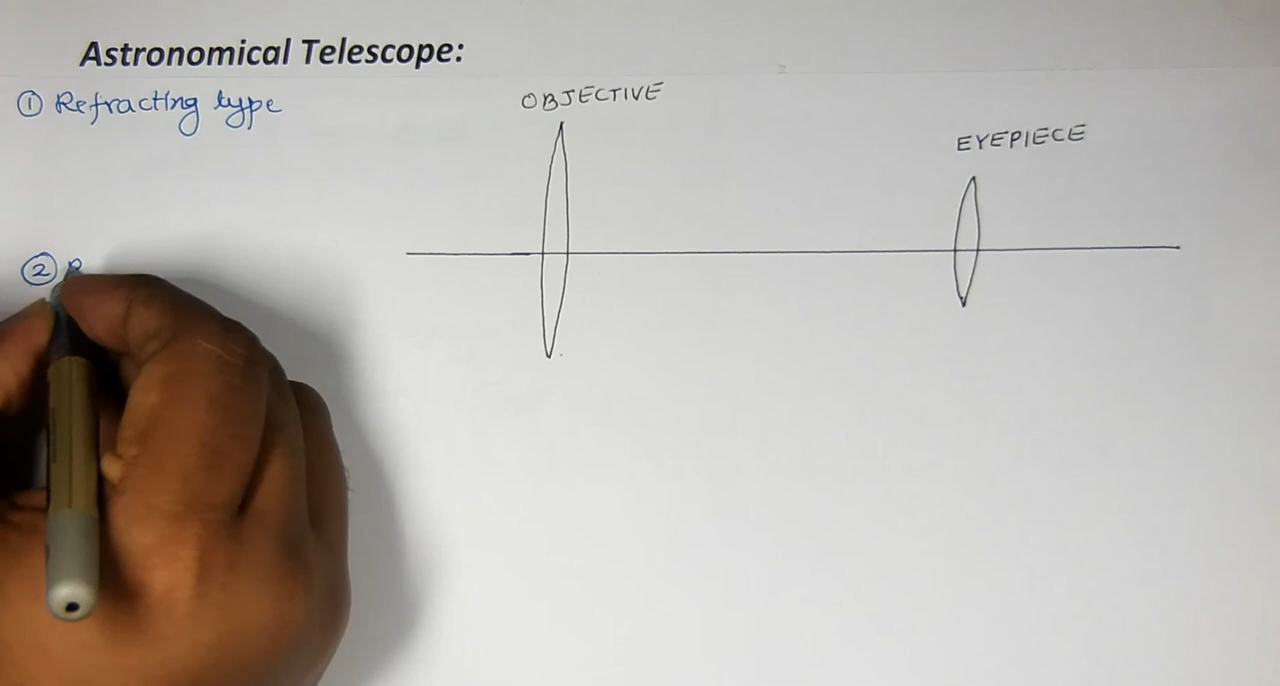 Astronomical Telescope:
① Refracting type
OBJECTIVE
EYEPIECE
② R